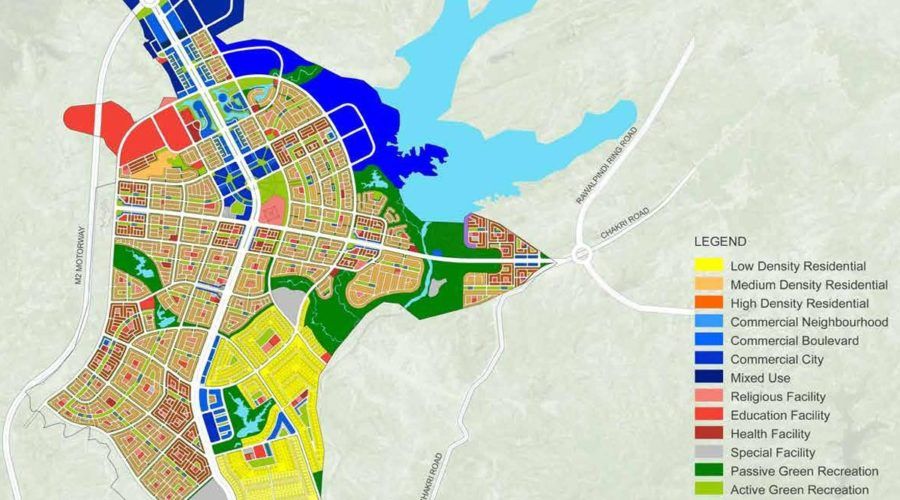 RAWALPINDI RING ROAD
CHAKRI ROAD
M2 MOTORWAY
LEGEND
Low Density Residential
Medium Density Residential
High Density Residential
Commercial Neighbourhood
Commercial Boulevard
Commercial City
Mixed Use
Religious Facility
Education Facility
Health Facility
Special Facility
Passive Green Recreation
Active Green Recreation
CHAKRI ROAD